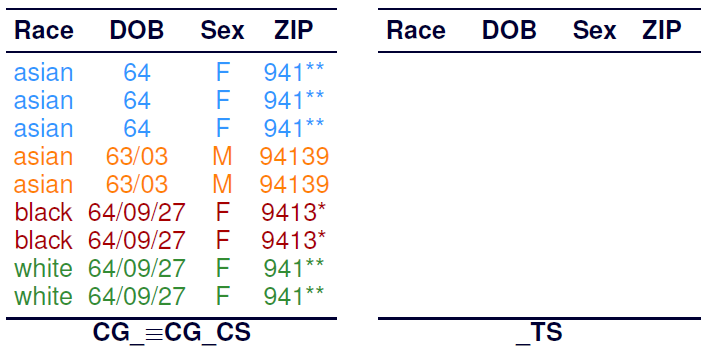 Race DOB Sex ZIP
asian 64 F 941**
asian 64 F 941**
asian 64 F 941**
asian 63/03 M 94139
asian 63/03 M 94139
black 64/09/27 F 9413*
black 64/09/27 F 9413*
white 64/09/27 F 941**
white 64/09/27 F 941**
CG_≡CG_CS
Race DOB Sex ZIP
_TS